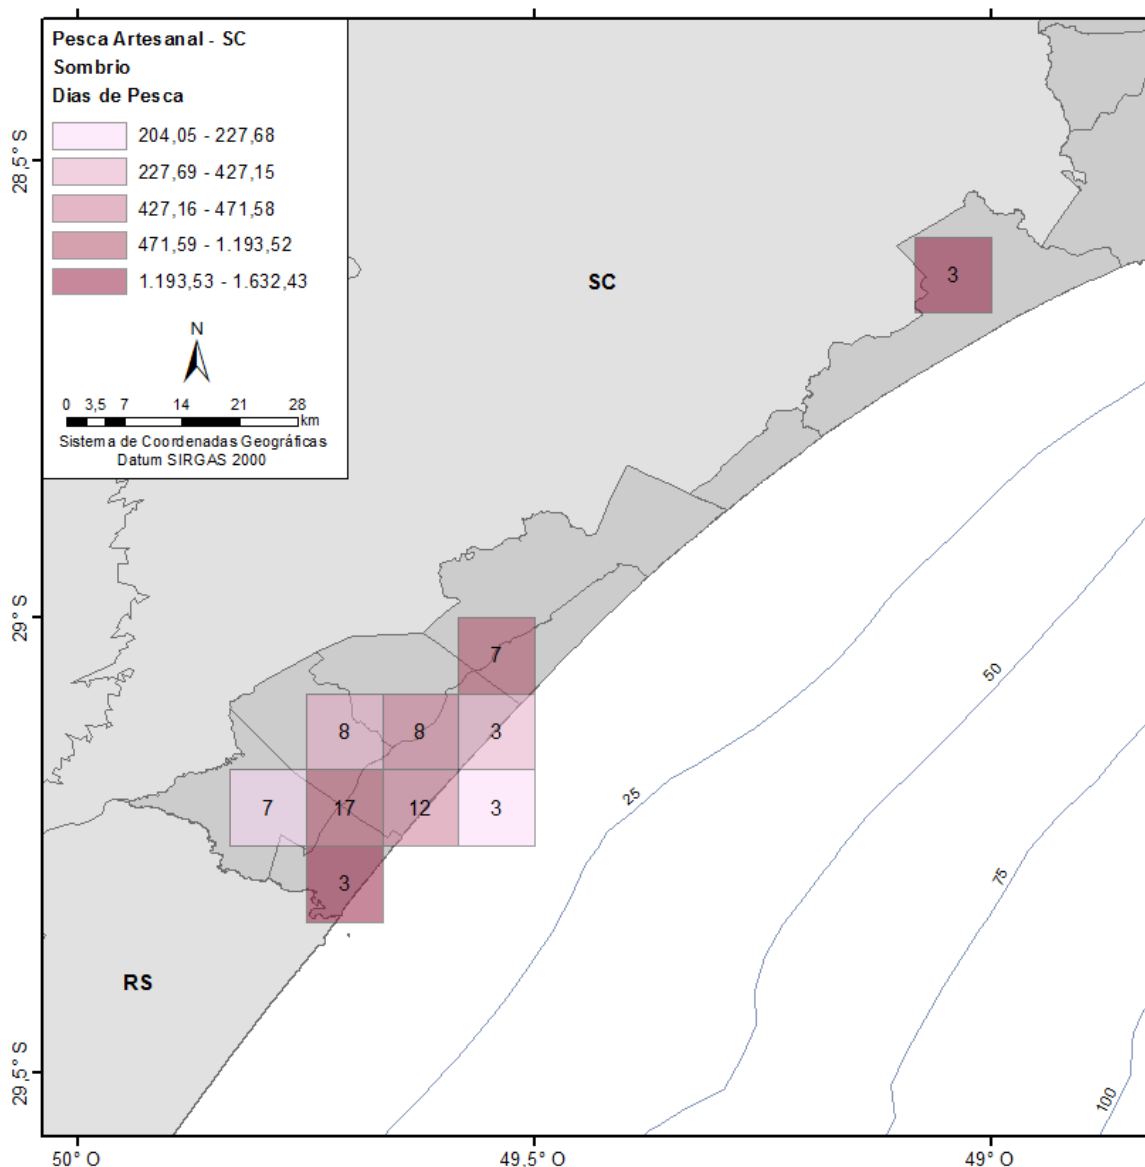 Pesca Artesanal - SC
Sombrio
Dias de Pesca
204,05 - 227,68
227,69 - 427,15
427,16 - 471,58
471,59 - 1.193,52
1.193,53 - 1.632,43
N
0 3,5 7 14 21 28
km
Sistema de Coordenadas Geográficas
Datum SIRGAS 2000
28,5° S
SC
3
29° S
7
8 8 3
50
25
7 17 12 3
75
3
RS
29,5° S
100
50° O 49,5° O 49° O